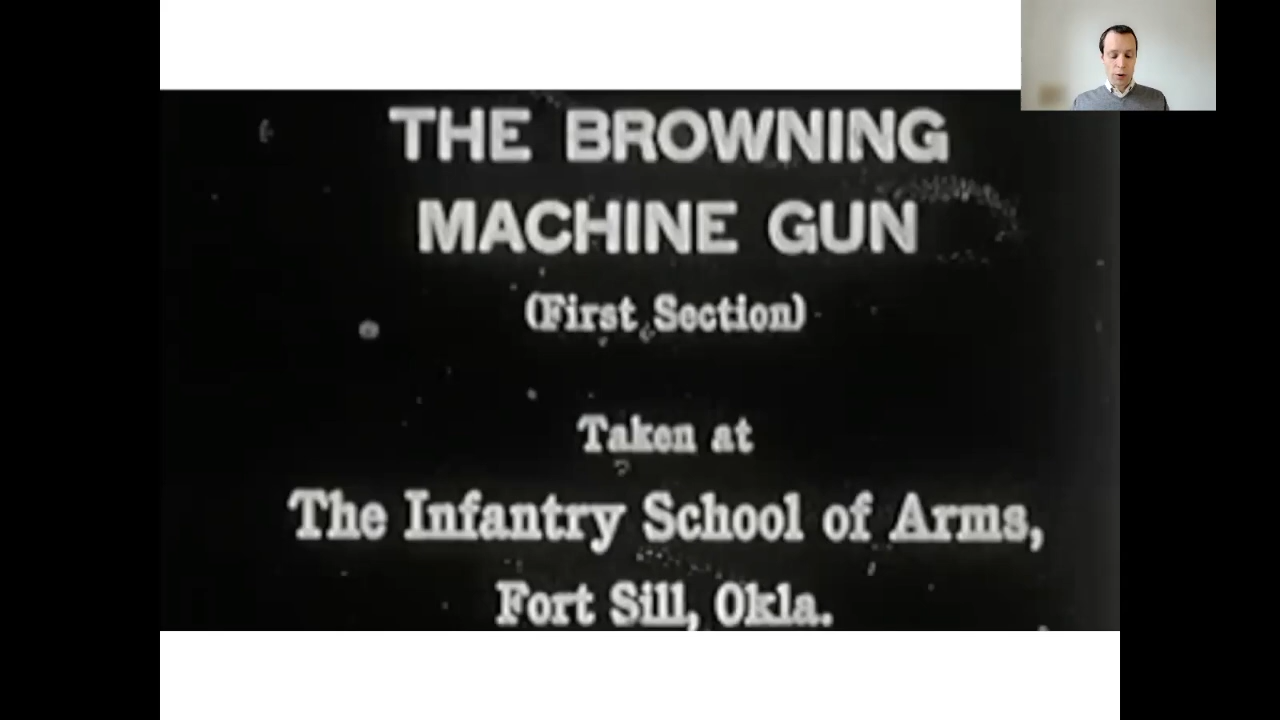 THE BROWNING
MACHINE GUN
(First Section)
Taken at
The Infantry School of Arms,
Fort Sill, Okla.